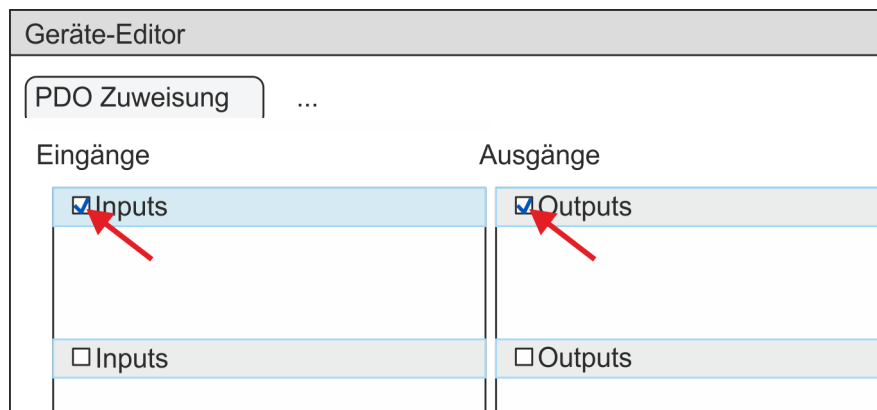 Geräte-Editor
PDO Zuweisung ...
Eingänge Ausgänge
Inputs Outputs
Inputs Outputs